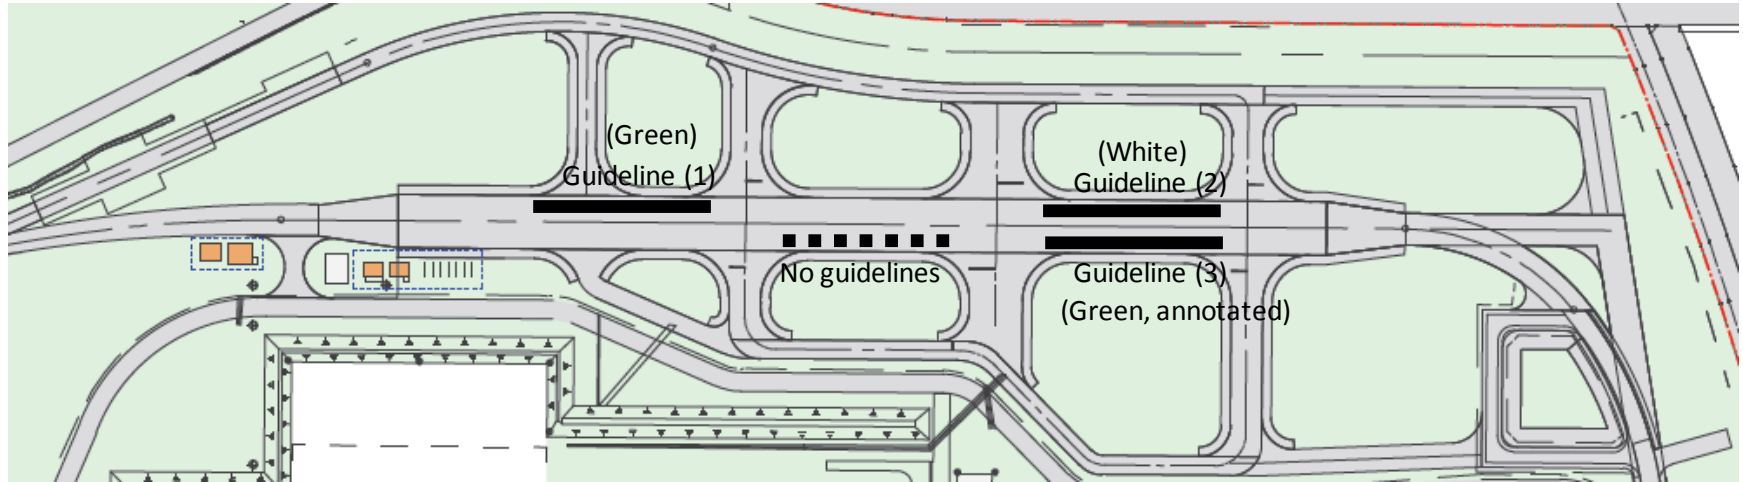 (Green)
Guideline (1)
(White)
Guideline (2)
No guidelines
Guideline (3)
(Green, annotated)